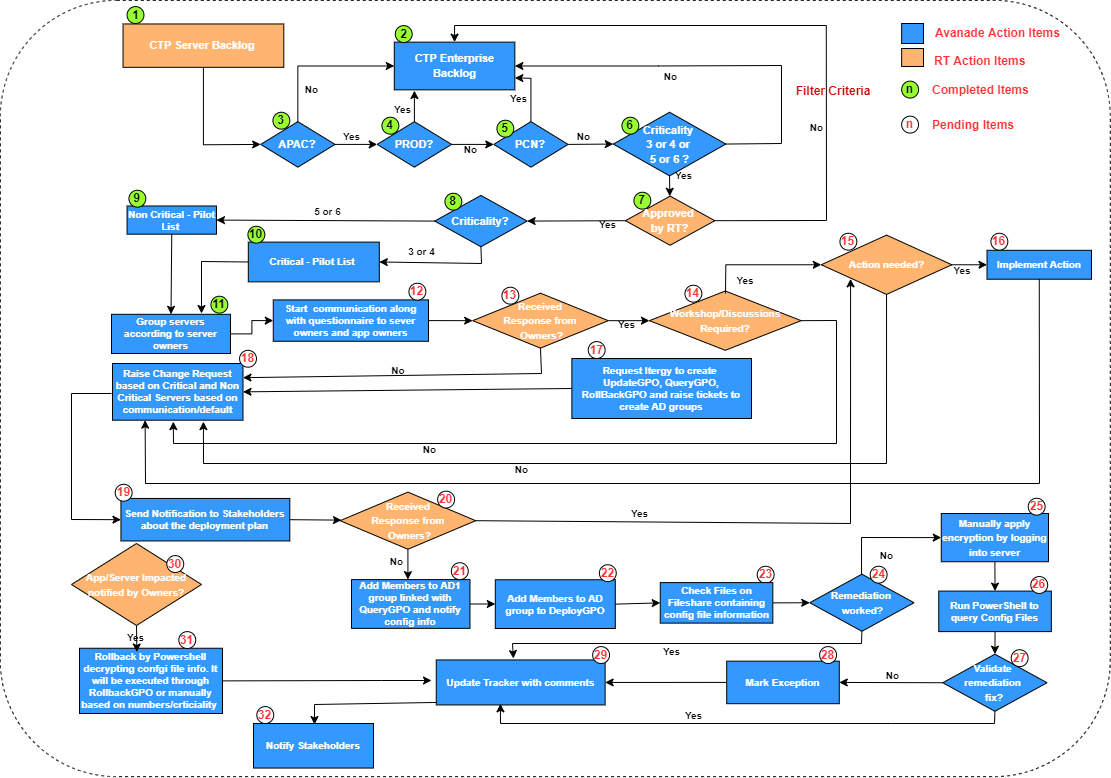 1
CTP Server Backlog
2
CTP Enterprise
Backlog
Avanade Action Items
RT Action Items
n
Completed Items
n
Pending Items
Filter Criteria
No
Yes
Yes
No
No
3
APAC?
Yes
4
PROD?
No
5
PCN?
No
6
Criticality
3 or 4 or
5 or 6 ?
Yes
7
Approved
by RT?
Yes
8
Criticality?
5 or 6
3 or 4
9
Non Critical - Pilot
List
10
Critical - Pilot List
11
Group servers
according to server
owners
12
Start  communication along
with questionnaire to sever
owners and app owners
13
Received
Response from
Owners?
Yes
No
14
Workshop/Discussions
Required?
Yes
No
15
Action needed?
Yes
No
16
Implement Action
17
Request Itergy to create
UpdateGPO, QueryGPO,
RollBackGPO and raise tickets to
create AD groups
18
Raise Change Request
based on Critical and Non
Critical Servers based on
communication/default
19
Send Notification to Stakeholders
about the deployment plan
20
Received
Response from
Owners?
Yes
No
21
Add Members to AD1
group linked with
QueryGPO and notify
config info
22
Add Members to AD
group to DeployGPO
23
Check Files on
Fileshare containing
config file information
24
Remediation
worked?
No
Yes
25
Manually apply
encryption by logging
into server
26
Run PowerShell to
query Config Files
27
Validate
remediation
fix?
No
Yes
28
Mark Exception
29
Update Tracker with comments
30
App/Server Impacted
notified by Owners?
Yes
31
Rollback by Powershell
decrypting confgi file info. It
will be executed through
RollbackGPO or manually
based on numbers/crticiality
32
Notify Stakeholders
No